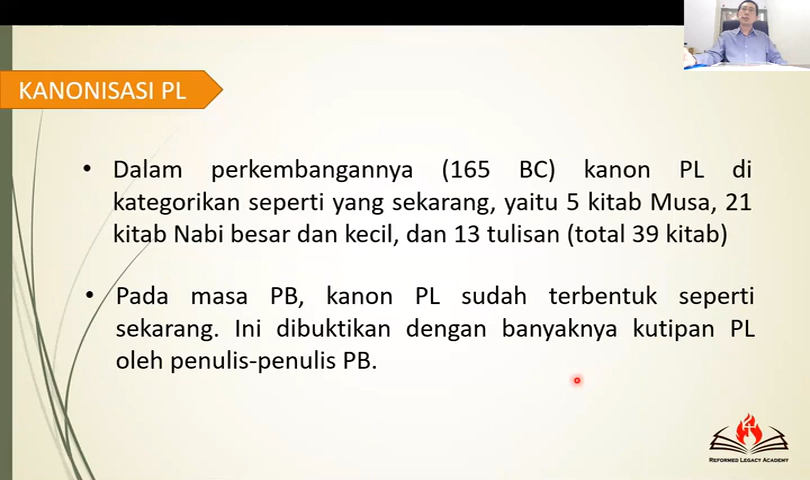 KANONISASI PL
• Dalam perkembangannya (165 BC) kanon PL di
kategorikan seperti yang sekarang, yaitu 5 kitab Musa, 21
kitab Nabi besar dan kecil, dan 13 tulisan (total 39 kitab)
• Pada masa PB, kanon PL sudah terbentuk seperti
sekarang. Ini dibuktikan dengan banyaknya kutipan PL
oleh penulis-penulis PB.
REFORMED LEGACY ACADEMY